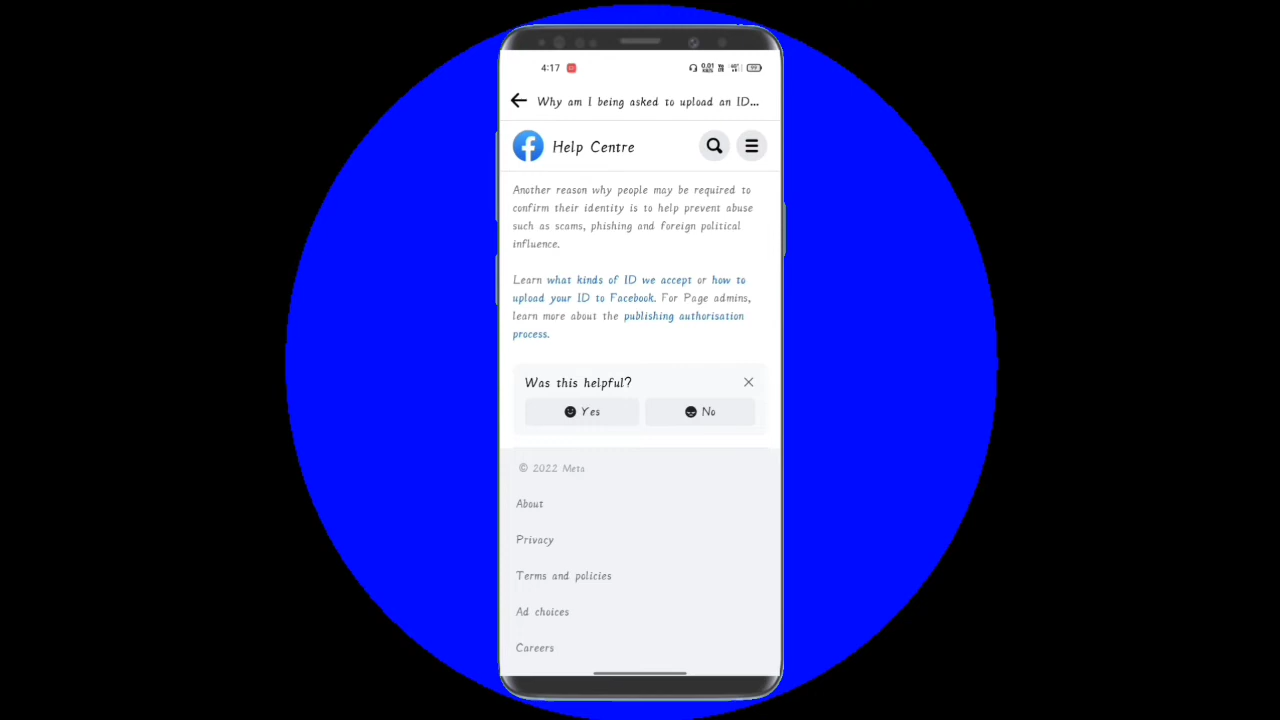 4:17
99
Why am I being asked to upload an ID...
Help Centre
Another reason why people may be required to
confirm their identity is to help prevent abuse
such as scams, phishing and foreign political
influence.
Learn what kinds of ID we accept or how to
upload your ID to Facebook. For Page admins,
learn more about the publishing authorisation
process.
Was this helpful?
Yes
No
© 2022 Meta
About
Privacy
Terms and policies
Ad choices
Careers